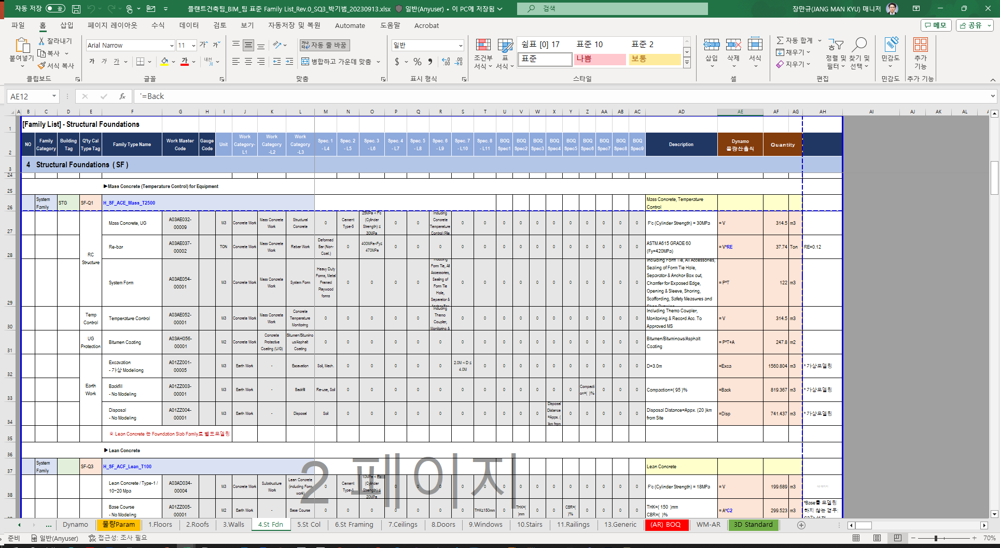 자동 저장 끔 플랜트건축팀_BIM_팀 표준 Family List_Rev.0_SQ3_박기범_20230913.xlsx 일반(Anyuser) • 이 PC에 저장됨 검색 장만규(JANG MAN KYU) 매니저
파일 홈 삽입 페이지 레이아웃 수식 데이터 검토 보기 자동저장 및 복원 Automate 도움말 Acrobat 메모 공유
붙여넣기 잘라내기 복사 서식 복사 클립보드
Arial Narrow 11 가 가 가 가 가 가 내천 글꼴
자동 줄 바꿈 병합하고 가운데 맞춤 맞춤
일반 $ % 표시 형식
조건부 서식 표 서식 쉼표 [0] 17 표준 10 표준 2 표준 나쁨 보통 스타일
삽입 삭제 서식 셀
자동 합계 채우기 지우기 정렬 및 필터 찾기 및 선택 편집
민감도 민감도 추가 기능 추가 기능
AE12 fx '=Back
A B C D E F G H I J K L M N O P Q R S T U V W X Y Z AA AB AC AD AE AF AG AH AI AJ AK AL
1 [Family List] - Structural Foundations
2 NO Family Category Building Tag Q'ty Cal Type Tag Family Type Name Work Master Code Gauge Code Unit Work Category-L1 Work Category -L2 Work Category -L3 Spec. 1 - L4 Spec. 2 - L5 Spec. 3 - L6 Spec. 4 - L7 Spec. 5 - L8 Spec. 6 - L9 Spec. 7 - L10 Spec. 8 - L11 BOQ Spec1 BOQ Spec2 BOQ Spec3 BOQ Spec4 BOQ Spec5 BOQ Spec6 BOQ Spec7 BOQ Spec8 BOQ Spec9 Description Dynamo 물량산출식 Quantity
3 4 Structural Foundations ( SF )
24
25 ▶Mass Concrete (Temperature Control) for Equipment
26 System Family STG SF-Q1 H_SF_ACE_Mass_T2500 Mass Concrete, Temperature Control
27 Mass Concrete, UG A03AE032-00009 M3 Concrete Work Mass Concrete Work Structural Concrete 0 Cement Type-5 25MPa < F'c (Cylinder Strength) ≤ 30MPa 0 0 Including Concrete Temperature Control (Pile 0 0 0 0 0 0 0 0 0 0 0 F'c (Cylinder Strength) = 30MPa = V 314.5 m3
RC Structure
28 Re-bar A03AE037-00002 TON Concrete Work Mass Concrete Work Rebar Work Deformed Bar (Non-Coat.) 0 400MPa<Fy≤ 470MPa 0 0 0 0 0 0 0 0 0 0 0 0 0 0 ASTM A615 GRADE 60 (Fy=420MPa) = V*RE 37.74 Ton RE=0.12
29 System Form A03AE054-00001 M3 Concrete Work Mass Concrete Work System Form Heavy Duty Forms, Metal Framed Playwood forms 0 0 0 0 Including Form Tie, All Accessories, Sealing of Form Tie Hole, Separator & 0 0 0 0 0 0 0 0 0 0 0 Including Form Tie, All Accessories, Sealing of Form Tie Hole, Separator & Anchor Box out, Chamfer for Exposed Edge, Opening & Sleeve, Shoring, Scaffording, Safety Measures and = P*T 122 m3
30 Temp Control Temperature Control A03AE052-00001 M3 Concrete Work Mass Concrete Work Concrete Temperature Monitoring 0 0 0 0 0 Including Themo Coupler, Monitoring & 0 0 0 0 0 0 0 0 0 0 0 Including Themo Coupler, Monitoring & Record Acc. To Approved MS = V 314.5 m3
31 UG Protection Bitumen Coating A03AH056-00001 M2 Concrete Work Concrete Protective Coating (U/G) Bitumen/Bituminous/Asphalt Coating 0 0 0 0 0 0 0 0 0 0 0 0 0 0 0 0 0 Bitumen/Bituminous/Asphalt Coating = P*T+A 247.8 m2
32 Excavation - 가상 Modeliong A01ZZ001-00005 M3 Earth Work - Excavation Soil, Mech. 0 0 0 0 0 2.0M < D ≤ 4.0M 0 0 0 0 0 0 0 0 0 0 D=3.0m =Exca 1560.804 m3 * 가상모델링
33 Earth Work Backfill - No Modeling A01ZZ003-00001 M3 Earth Work - Backfill Re-use, Soil 0 0 0 0 0 0 0 0 0 0 0 0 Compaction=( )% 0 0 0 Compaction=( 95 )% =Back 819.367 m3 * 가상모델링
34 Disposal - No Modeling A01ZZ004-00001 M3 Earth Work - Disposal Soil 0 0 0 0 0 0 0 0 0 0 Disposal Distance =Appx. ( )km from 0 0 0 0 0 Disposal Distance=Appx. (20 )km from Site =Disp 741.437 m3 * 가상모델링
35 ※ Lean Concrete 는 Foundation Slab Family로 별도모델링
36 ▶Lean Concrete
37 System Family SF-Q3 H_SF_ACF_Lean_T100 Lean Concrete
38 Lean Concrete / Type-1 / 10~20 Mpa A03AD034-00004 M3 Concrete Work Substructure Work Lean Concrete (including Form work) 0 Cement Type-1 10MPa < F'c (Cylinder Strength) ≤ 20MPa 0 0 0 0 0 0 0 0 0 0 0 0 0 0 F'c (Cylinder Strength) = 18MPa = V 199.689 m3
Base Course - No Modeling A01ZZ005-00001 M2 Earth Work - Base Course 0 0 0 0 0 0 0 THK≤150mm 0 THK=( )mm 0 0 CBR=( )% 0 0 0 0 THK=( 150 )mm CBR=( )% = A*C2 299.523 m3 *Base를 모델링 하지 않는 경우:
2 페이지
... Dynamo 물량Param 1.Floors 2.Roofs 3.Walls 4.St Fdn 5.St Col 6.St Framing 7.Ceilings 8.Doors 9.Windows 10.Stairs 11.Railings 13.Generic (AR) BOQ WM-AR 3D Standard
준비 일반(Anyuser) 접근성: 조사 필요 70%